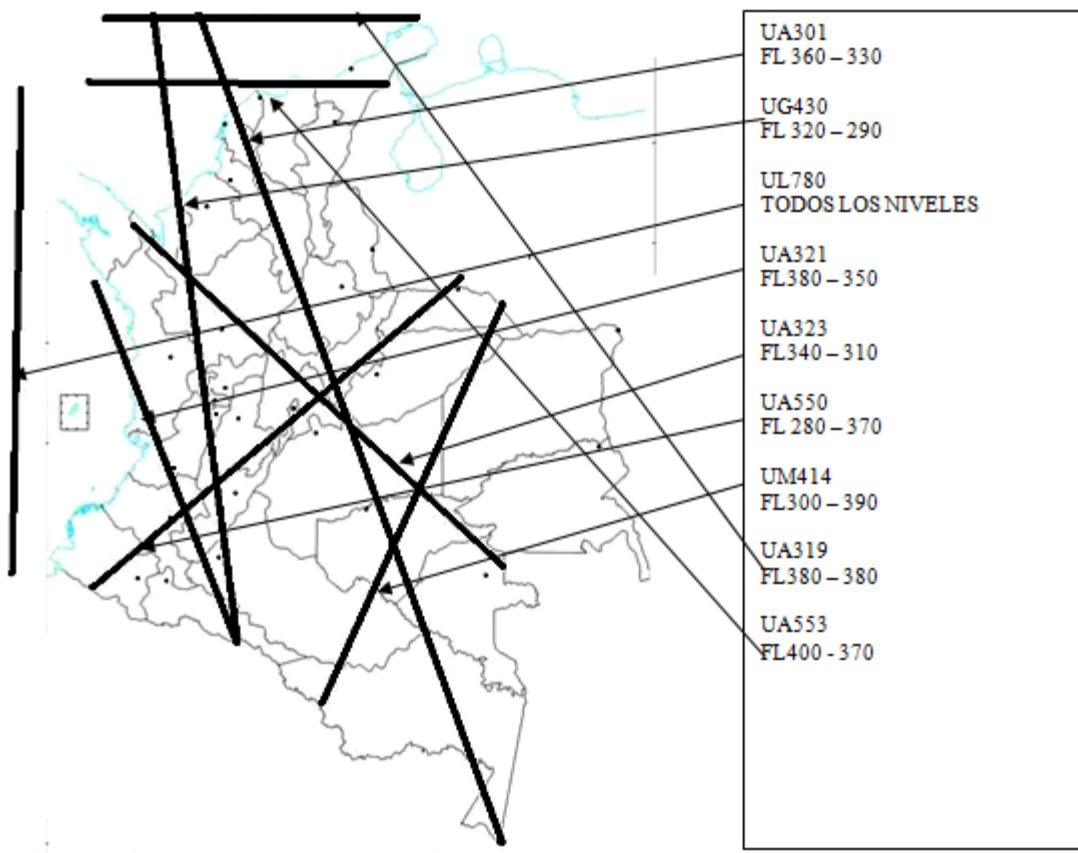 UA301
FL 360 – 330
UG430
FL 320 – 290
UL780
TODOS LOS NIVELES
UA321
FL380 – 350
UA323
FL340 – 310
UA550
FL 280 – 370
UM414
FL300 – 390
UA319
FL380 – 380
UA553
FL400 - 370